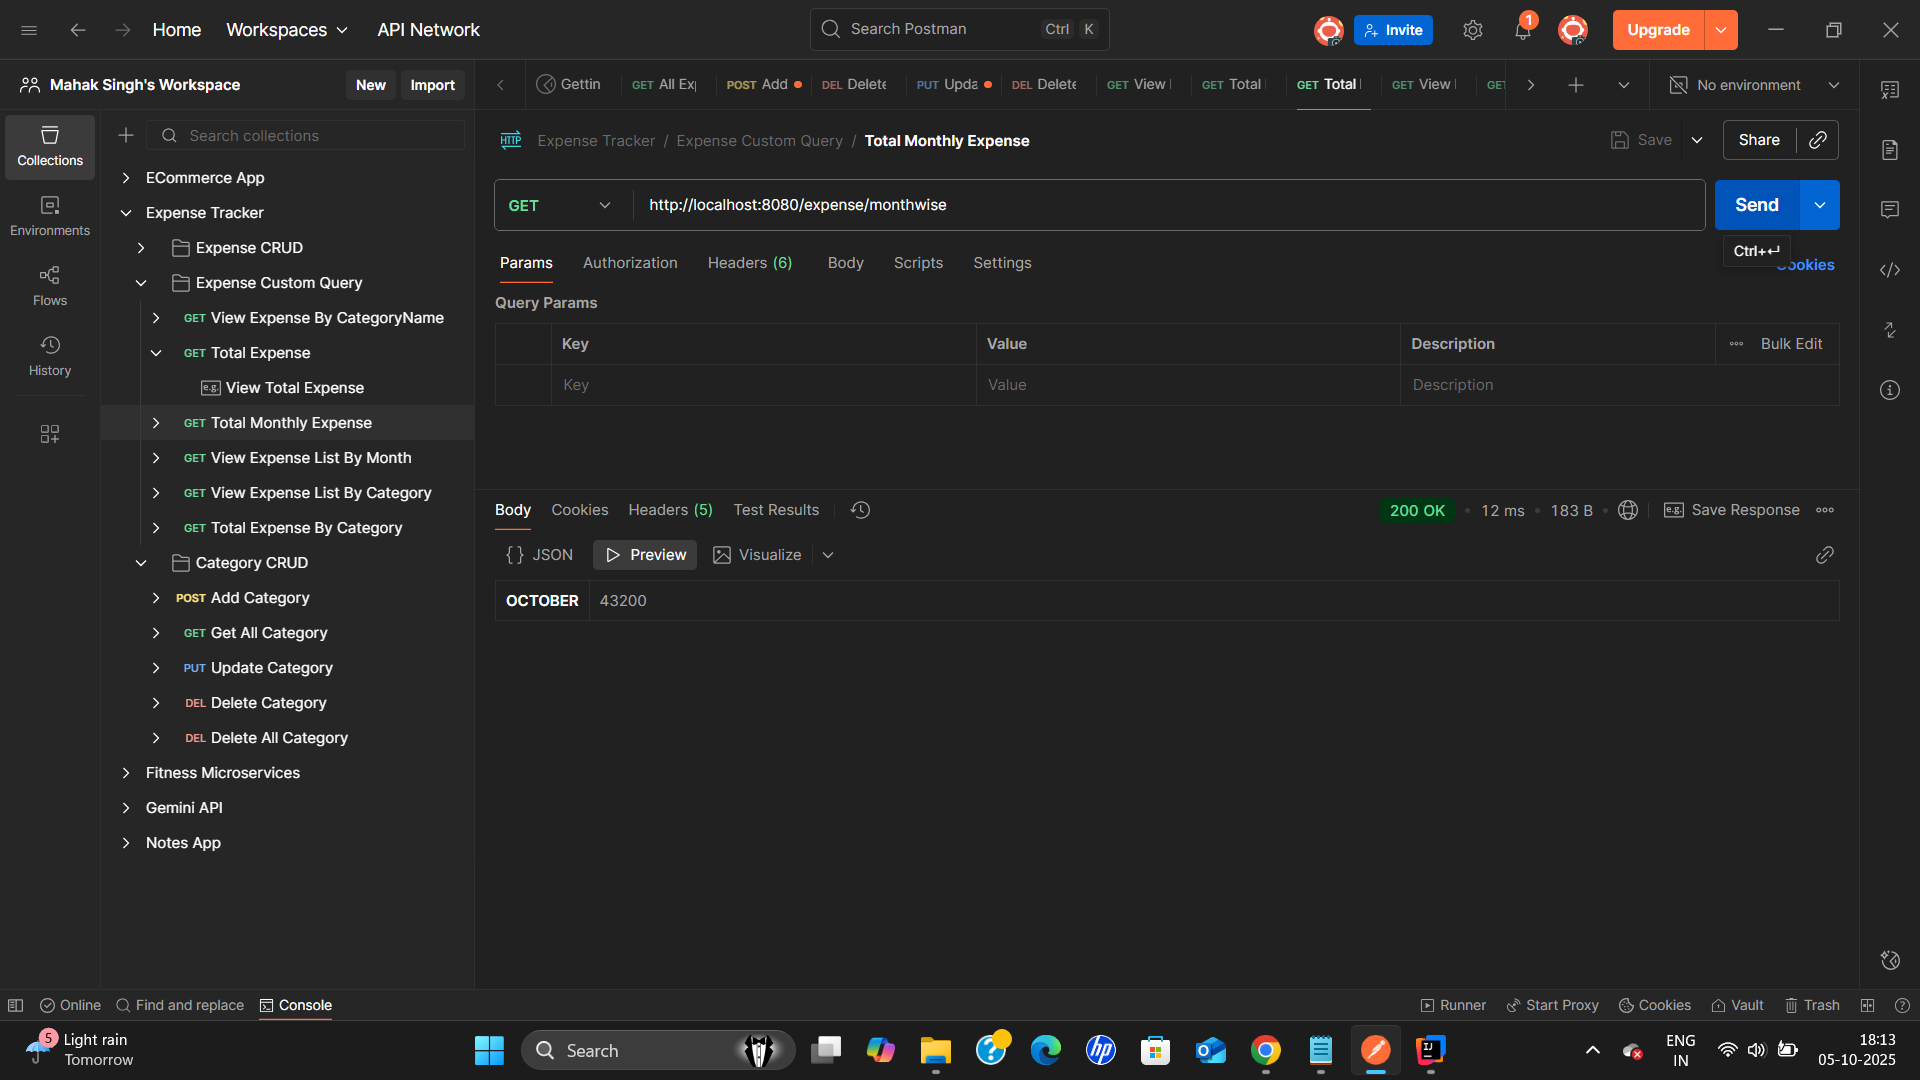 Home
Workspaces
API Network
Search Postman
Ctrl
K
Invite
1
Upgrade
Mahak Singh's Workspace
New
Import
Gettin
GET All Exp
POST Add
DEL Delete
PUT Upda
DEL Delete
GET View
GET Total
GET Total
GET View
GET
No environment
Collections
Environments
Flows
History
Search collections
ECommerce App
Expense Tracker
Expense CRUD
Expense Custom Query
GET View Expense By CategoryName
GET Total Expense
e.g. View Total Expense
GET Total Monthly Expense
GET View Expense List By Month
GET View Expense List By Category
GET Total Expense By Category
Category CRUD
POST Add Category
GET Get All Category
PUT Update Category
DEL Delete Category
DEL Delete All Category
Fitness Microservices
Gemini API
Notes App
HTTP Expense Tracker / Expense Custom Query / Total Monthly Expense
Save
Share
GET
http://localhost:8080/expense/monthwise
Send
Ctrl+↵
Params
Authorization
Headers (6)
Body
Scripts
Settings
Cookies
Query Params
Key
Value
Description
Bulk Edit
Key
Value
Description
Body
Cookies
Headers (5)
Test Results
200 OK
12 ms
183 B
e.g. Save Response
{} JSON
Preview
Visualize
OCTOBER
43200
Online
Find and replace
Console
Runner
Start Proxy
Cookies
Vault
Trash
5
Light rain
Tomorrow
Search
ENG
IN
18:13
05-10-2025